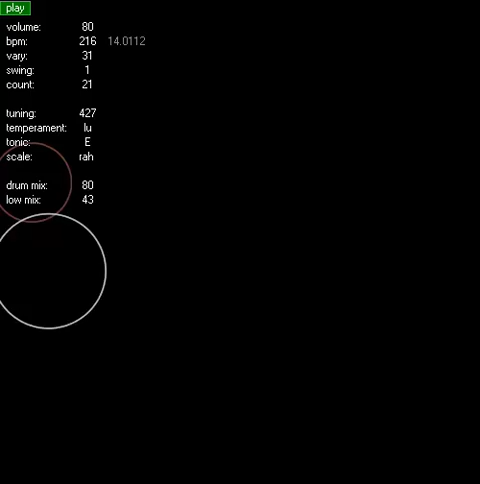 play
volume: 80
bpm: 216 14.0112
vary: 31
swing: 1
count: 21
tuning: 427
temperament: lu
tonic: E
scale: rah
drum mix: 80
low mix: 43